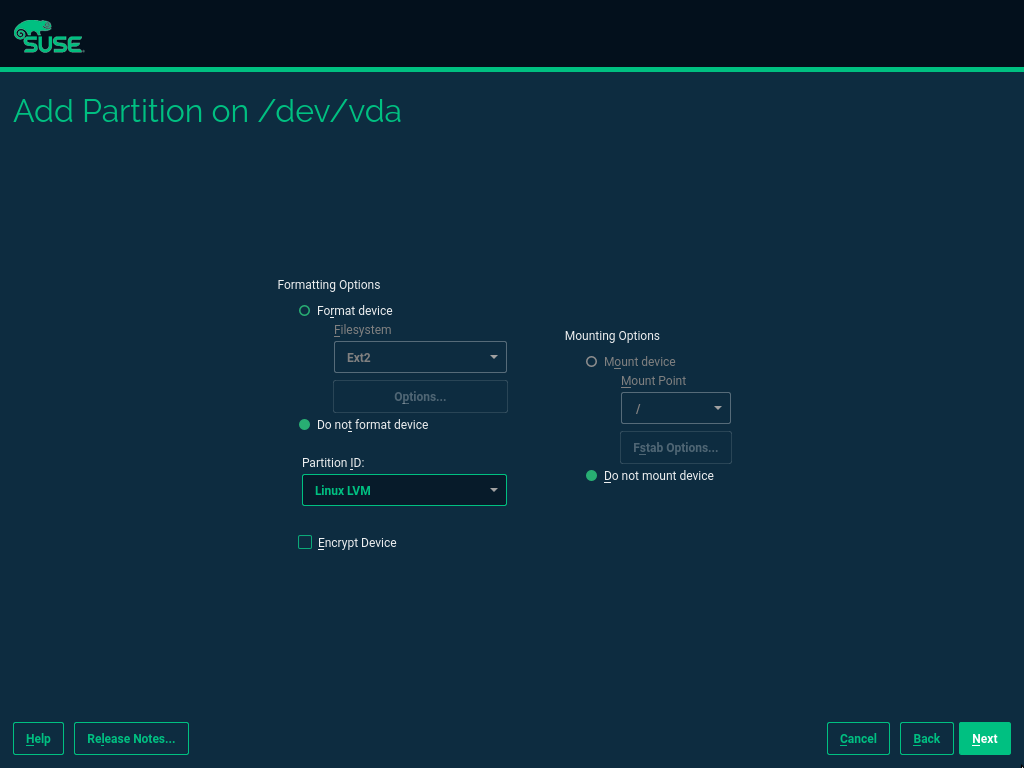 SUSE
Add Partition on /dev/vda
Formatting Options
Format device
Filesystem
Ext2
Options...
Do not format device
Partition ID:
Linux LVM
Encrypt Device
Mounting Options
Mount device
Mount Point
/
Fstab Options...
Do not mount device
Help
Release Notes...
Cancel
Back
Next